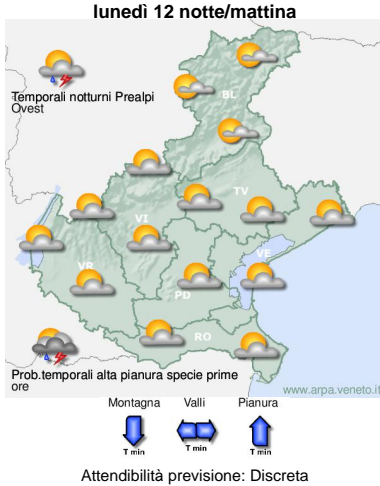 lunedì 12 notte/mattina
Temporali notturni Prealpi
Ovest
BL
TV
VI
VE
VR
PD
RO
Prob.temporali alta pianura specie prime
ore
www.arpa.veneto.it
Montagna Valli Pianura
T min T min T min
Attendibilità previsione: Discreta